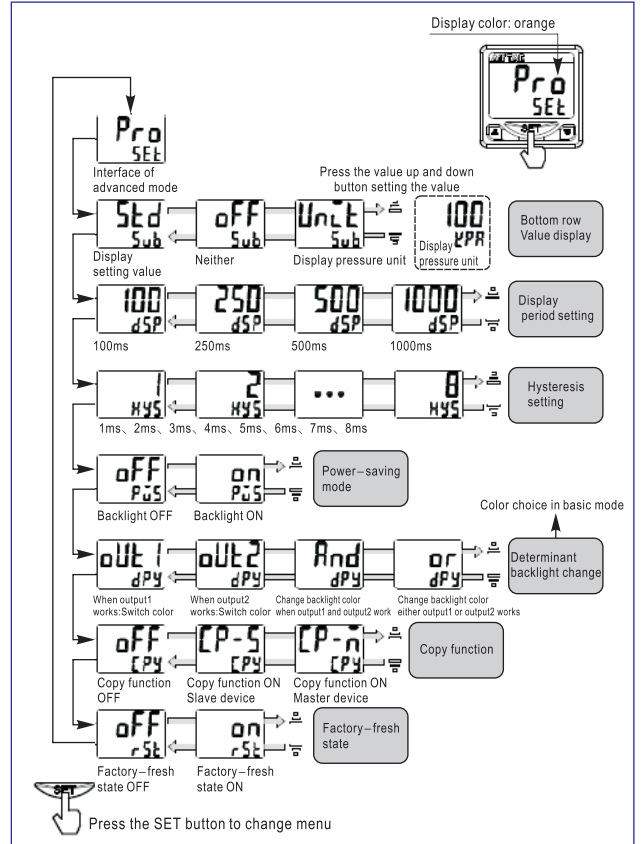 Display color: orange
AIRTAC
Pro
SEt
SET
Pro
SEt
Interface of
advanced mode
Press the value up and down
button setting the value
Std
Sub
oFF
Sub
Unit
Sub
100
KPA
Display
pressure unit
Bottom row
Value display
Display
setting value
Neither
Display pressure unit
100
dSP
250
dSP
500
dSP
1000
dSP
Display
period setting
100ms
250ms
500ms
1000ms
1
HYS
2
HYS
...
8
HYS
Hysteresis
setting
1ms、2ms、3ms、4ms、5ms、6ms、7ms、8ms
oFF
PuS
on
PuS
Power–saving
mode
Backlight OFF
Backlight ON
Color choice in basic mode
oUt1
dPY
oUt2
dPY
And
dPY
or
dPY
Determinant
backlight change
When output1
works:Switch color
When output2
works:Switch color
Change backlight color
when output1 and output2 work
Change backlight color
either output1 or output2 works
oFF
CPY
CP-S
CPY
CP-m
CPY
Copy function
Copy function
OFF
Copy function ON
Slave device
Copy function ON
Master device
oFF
rSt
on
rSt
Factory–fresh
state
Factory–fresh
state OFF
Factory–fresh
state ON
SET
Press the SET button to change menu